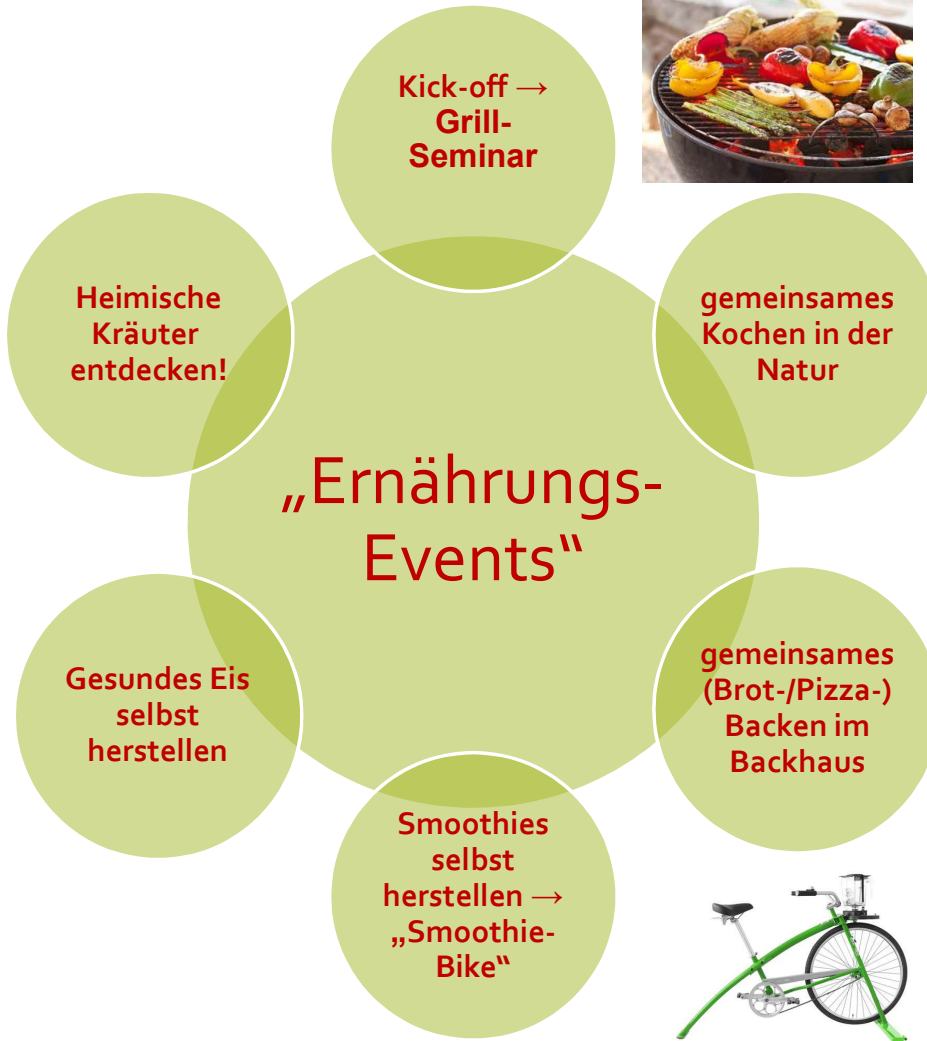 Kick-off →
Grill-
Seminar
Heimische
Kräuter
entdecken!
gemeinsames
Kochen in der
Natur
„Ernährungs-
Events“
Gesundes Eis
selbst
herstellen
gemeinsames
(Brot-/Pizza-)
Backen im
Backhaus
Smoothies
selbst
herstellen →
„Smoothie-
Bike“